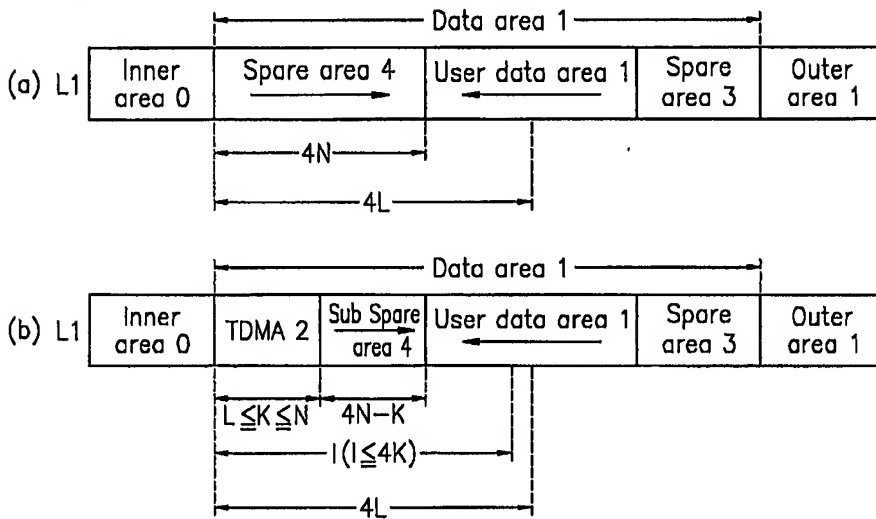 Data area 1
(a) L1
Inner area 0
Spare area 4
User data area 1
Spare area 3
Outer area 1
4N
4L
Data area 1
(b) L1
Inner area 0
TDMA 2
Sub Spare area 4
User data area 1
Spare area 3
Outer area 1
L≦K≦N
4N-K
I(I≦4K)
4L